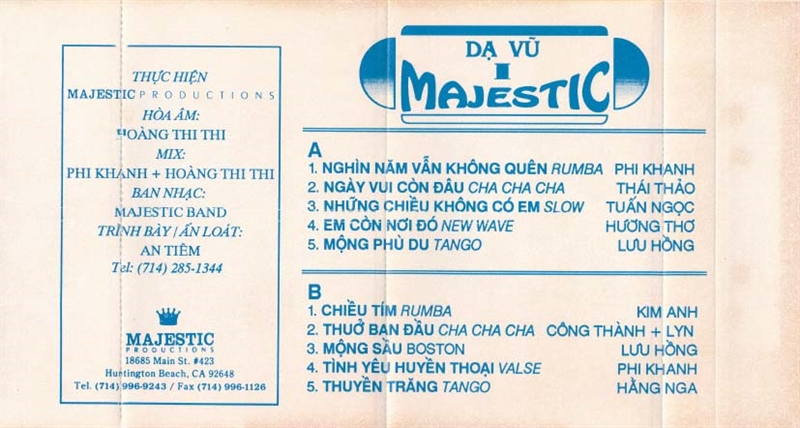 THỰC HIỆN
MAJESTIC PRODUCTIONS
HÒA ÂM:
HOÀNG THI THI
MIX:
PHI KHANH + HOÀNG THI THI
BAN NHẠC:
MAJESTIC BAND
TRÌNH BÀY / ẤN LOÁT:
AN TIÊM
Tel: (714) 285-1344
MAJESTIC
PRODUCTIONS
18685 Main St. #423
Huntington Beach, CA 92648
Tel. (714) 996-9243 / Fax (714) 996-1126
DẠ VŨ
I
MAJESTIC
A
1. NGHÌN NĂM VẪN KHÔNG QUÊN RUMBA PHI KHANH
2. NGÀY VUI CÒN ĐÂU CHA CHA CHA THÁI THẢO
3. NHỮNG CHIỀU KHÔNG CÓ EM SLOW TUẤN NGỌC
4. EM CÒN NƠI ĐÓ NEW WAVE HƯƠNG THƠ
5. MỘNG PHÙ DU TANGO LƯU HỒNG
B
1. CHIỀU TÍM RUMBA KIM ANH
2. THUỞ BAN ĐẦU CHA CHA CHA CÔNG THÀNH + LYN
3. MỘNG SẦU BOSTON LƯU HỒNG
4. TÌNH YÊU HUYỀN THOẠI VALSE PHI KHANH
5. THUYỀN TRĂNG TANGO HẰNG NGA